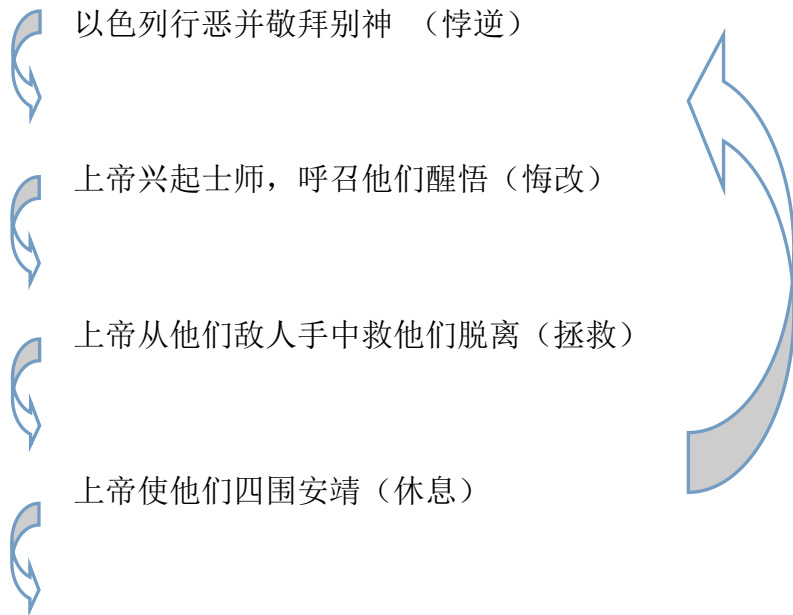 以色列行恶并敬拜别神 （悖逆）
上帝兴起士师，呼召他们醒悟（悔改）
上帝从他们敌人手中救他们脱离（拯救）
上帝使他们四围安靖（休息）